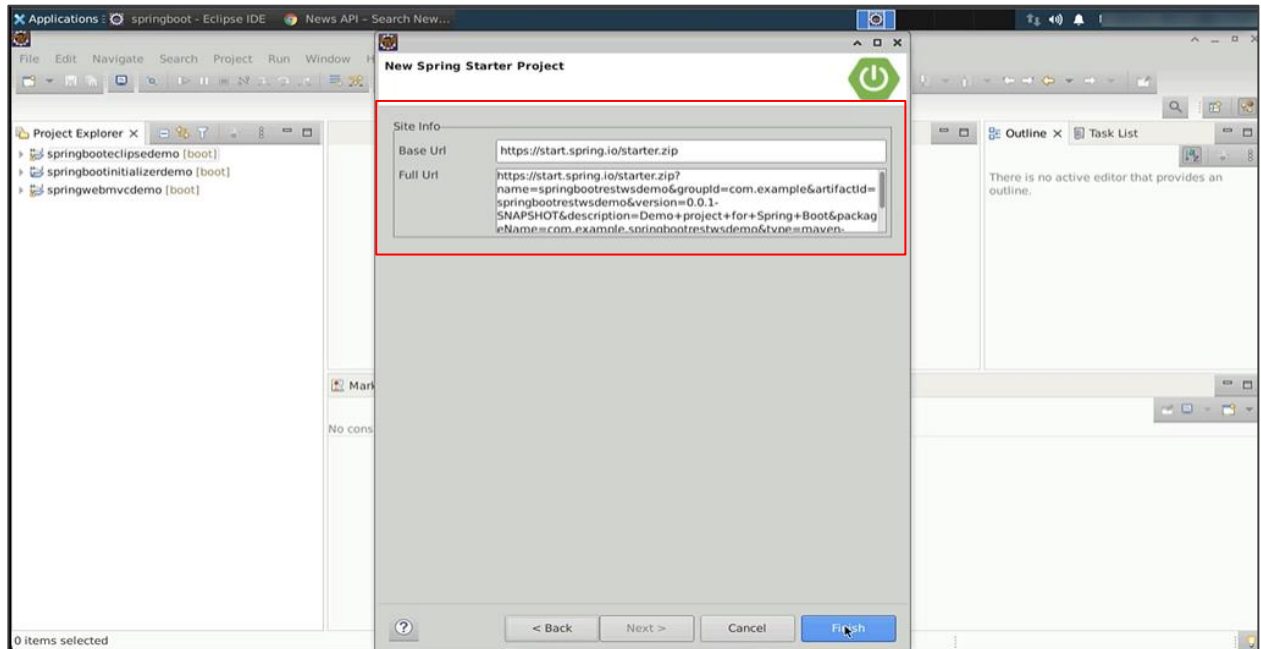 Applications : springboot - Eclipse IDE News API – Search New...
File Edit Navigate Search Project Run Window H
New Spring Starter Project
Project Explorer
springbooteclipsedemo [boot]
springbootinitializerdemo [boot]
springwebmvcdemo [boot]
Site Info
Base Url https://start.spring.io/starter.zip
Full Url https://start.spring.io/starter.zip?
name=springbootrestwsdemo&groupId=com.example&artifactId=
springbootrestwsdemo&version=0.0.1-
SNAPSHOT&description=Demo+project+for+Spring+Boot&packag
eName=com.example.springbootrestwsdemo&type=maven-
Outline Task List
There is no active editor that provides an
outline.
Mark
No cons
? < Back Next > Cancel Finish
0 items selected